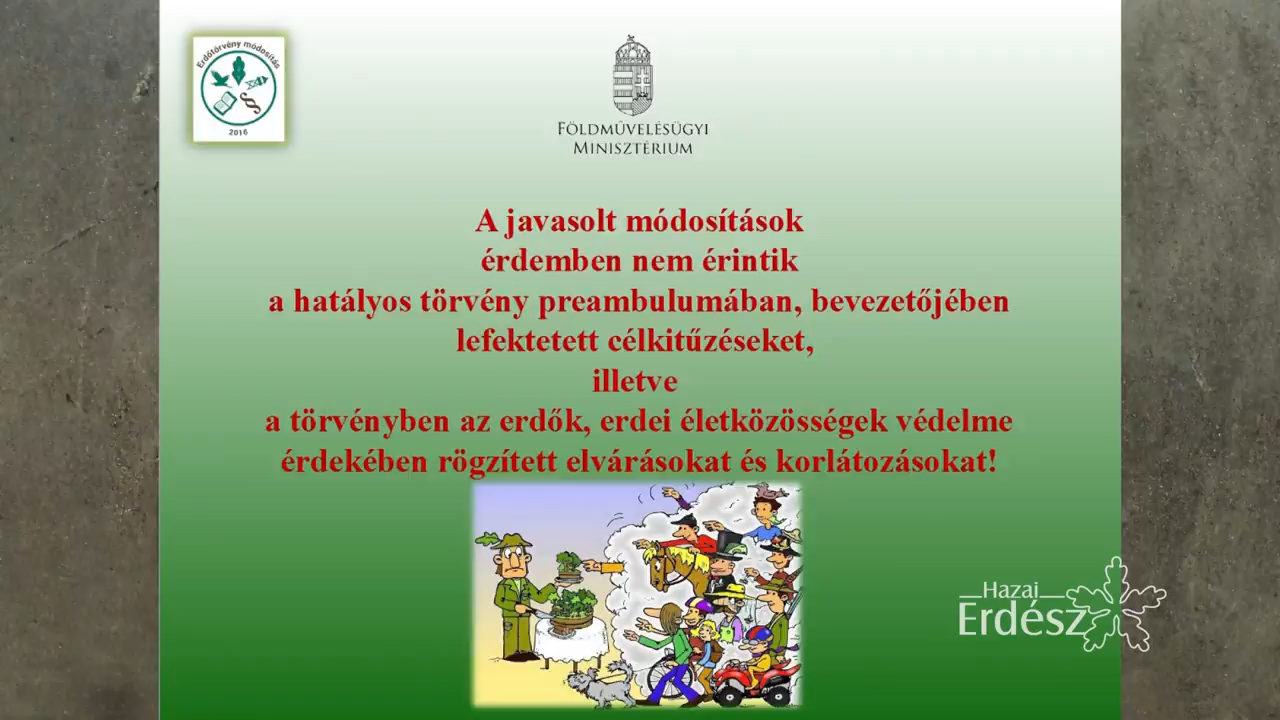 Erdőtörvény módosítás
2016
FÖLDMŰVELÉSÜGYI
MINISZTÉRIUM
A javasolt módosítások
érdemben nem érintik
a hatályos törvény preambulumában, bevezetőjében
lefektetett célkitűzéseket,
illetve
a törvényben az erdők, erdei életközösségek védelme
érdekében rögzített elvárásokat és korlátozásokat!
Hazai
Erdész